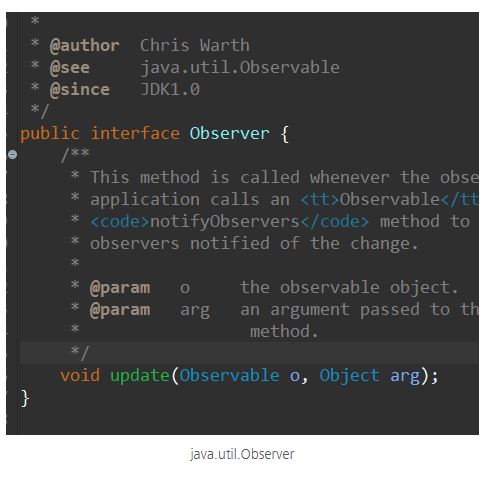 *
* @author Chris Warth
* @see java.util.Observable
* @since JDK1.0
*/
public interface Observer {
/**
* This method is called whenever the obse
* application calls an <tt>Observable</tt
* <code>notifyObservers</code> method to
* observers notified of the change.
*
* @param o the observable object.
* @param arg an argument passed to th
* method.
*/
void update(Observable o, Object arg);
}
java.util.Observer